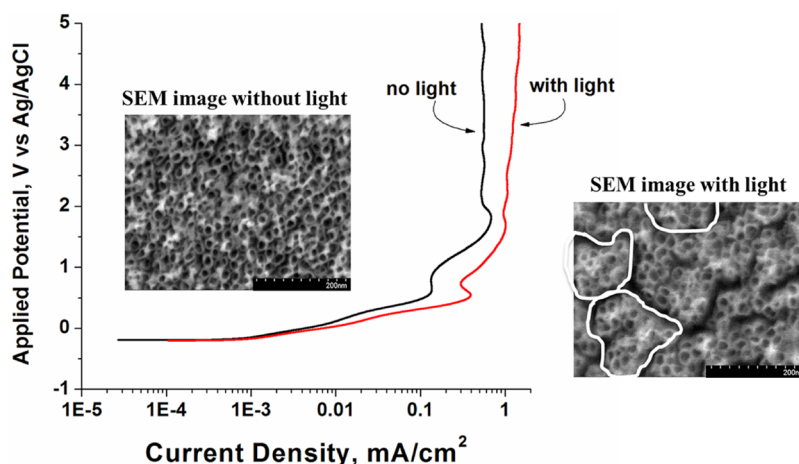 5
4
3
2
1
0
-1
Applied Potential, V vs Ag/AgCl
SEM image without light
200nm
no light
with light
SEM image with light
1E-5
1E-4
1E-3
0.01
0.1
1
Current Density, mA/cm²